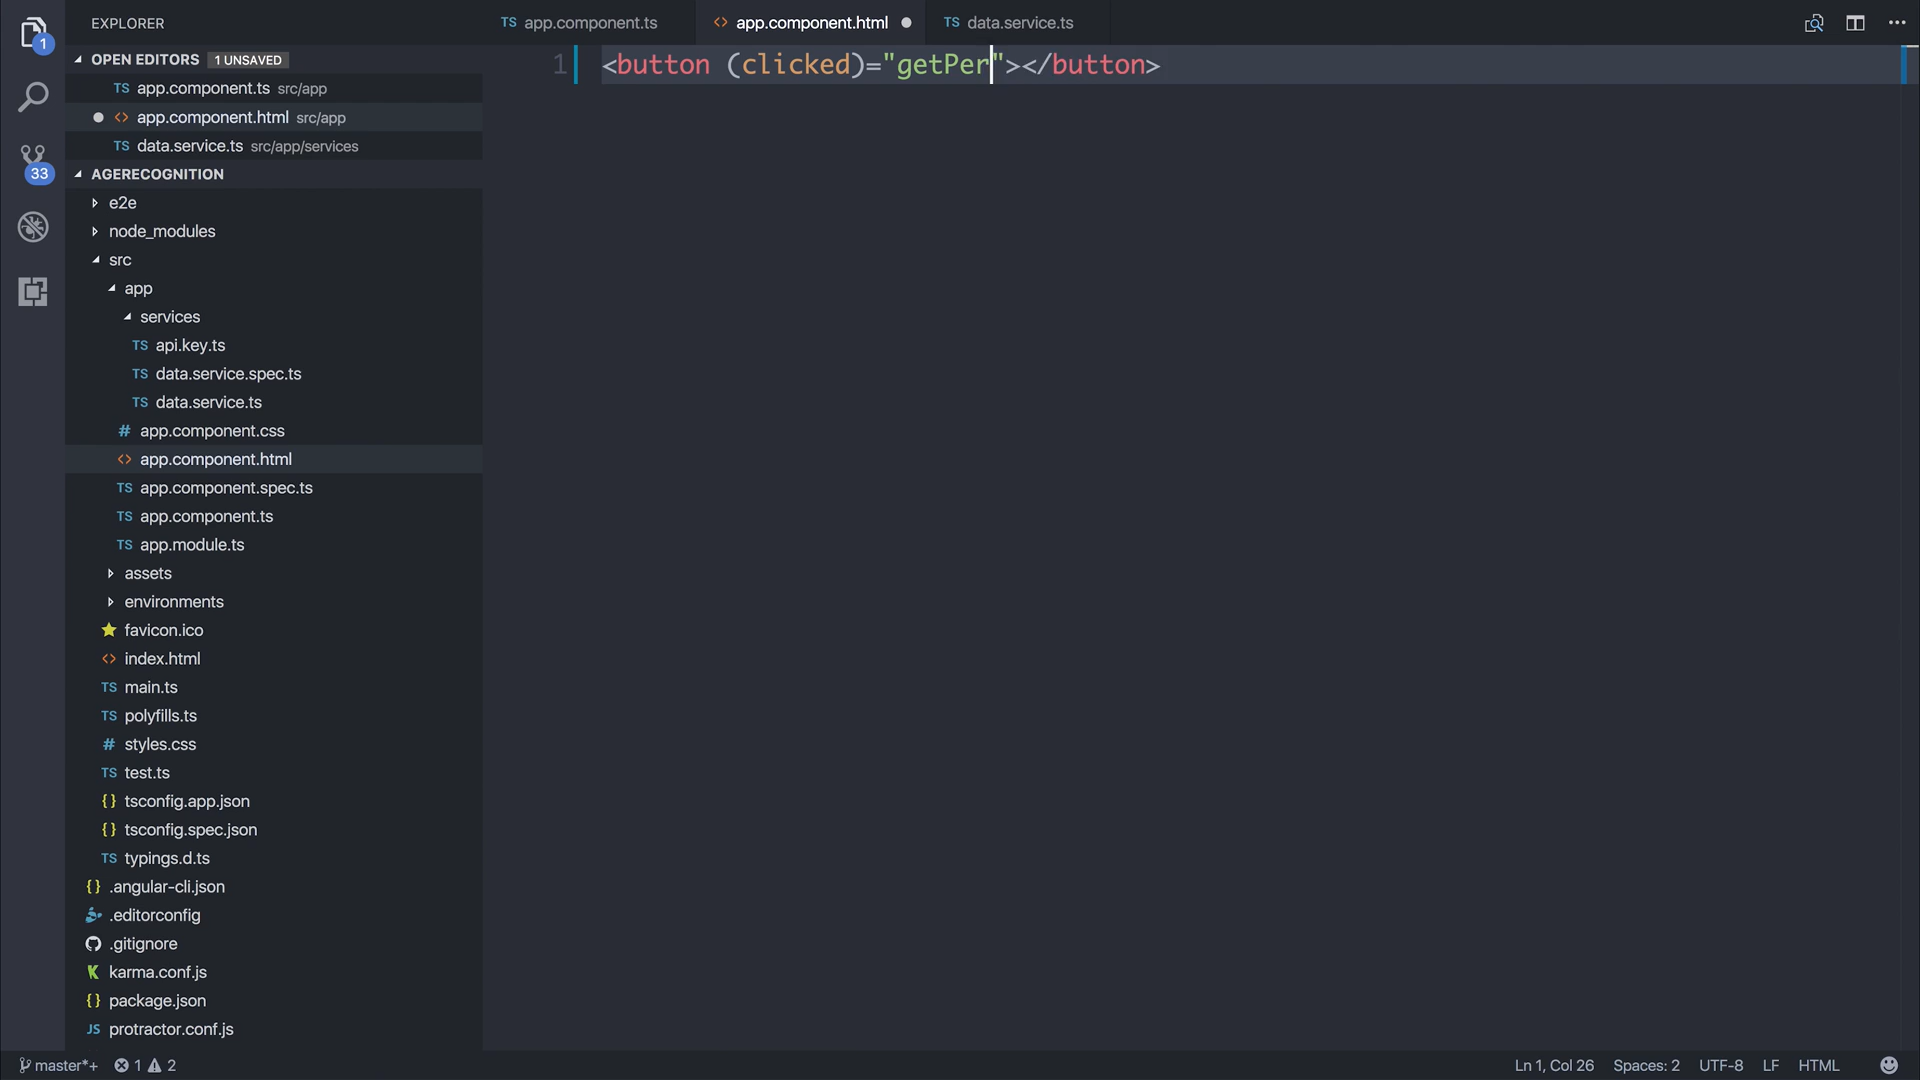 EXPLORER
OPEN EDITORS 1 UNSAVED
TS app.component.ts src/app
<> app.component.html src/app
TS data.service.ts src/app/services
AGERECOGNITION
e2e
node_modules
src
app
services
TS api.key.ts
TS data.service.spec.ts
TS data.service.ts
# app.component.css
<> app.component.html
TS app.component.spec.ts
TS app.component.ts
TS app.module.ts
assets
environments
favicon.ico
<> index.html
TS main.ts
TS polyfills.ts
# styles.css
TS test.ts
{} tsconfig.app.json
{} tsconfig.spec.json
TS typings.d.ts
{} .angular-cli.json
.editorconfig
.gitignore
K karma.conf.js
{} package.json
JS protractor.conf.js
1
33
TS app.component.ts <> app.component.html TS data.service.ts
1 <button (clicked)="getPer"></button>
master*+ 1 2 Ln 1, Col 26 Spaces: 2 UTF-8 LF HTML